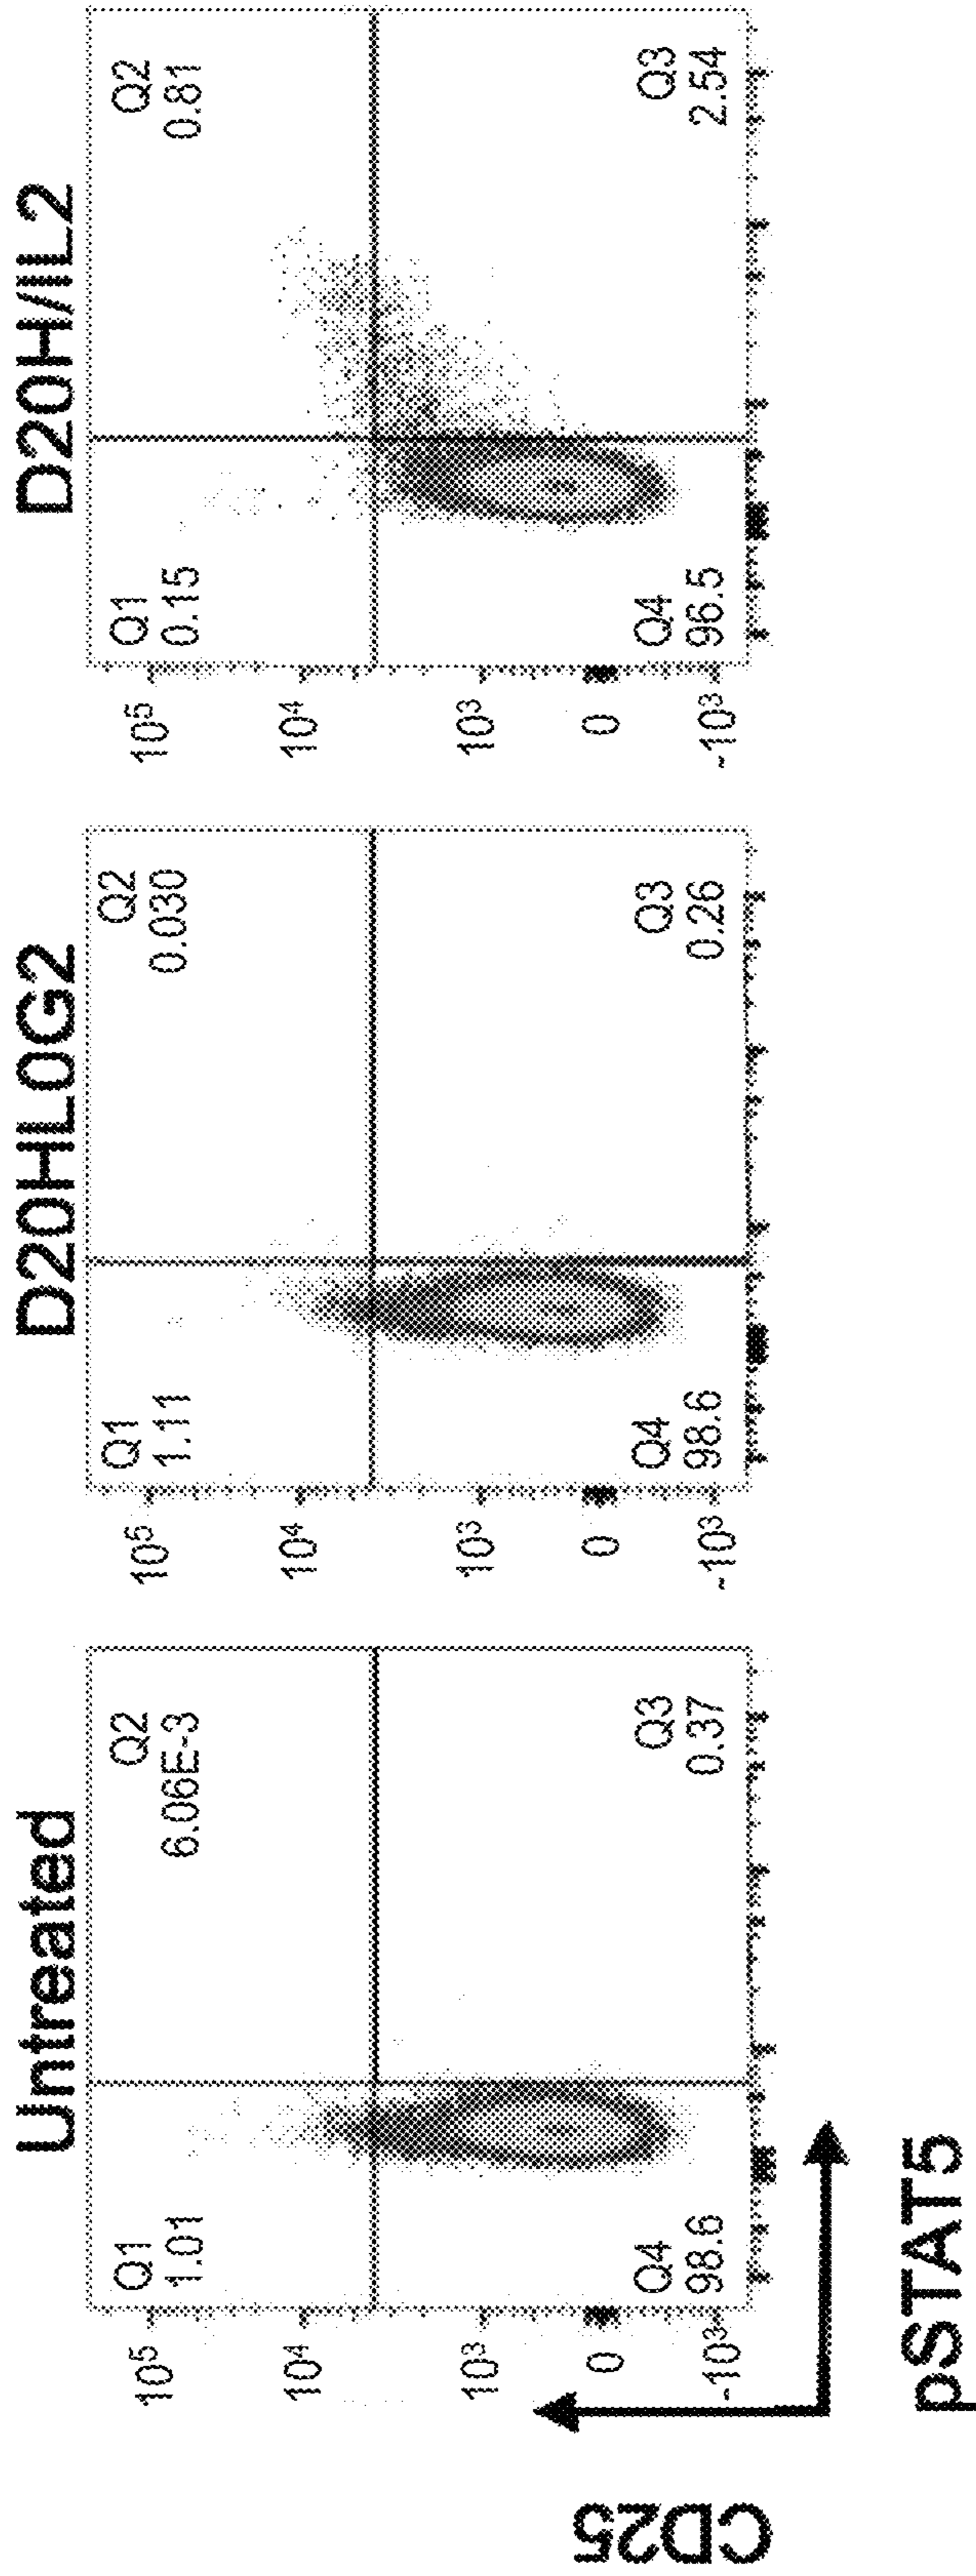 Untreated
Q1
1.01
Q2
6.06E-3
Q4
98.6
Q3
0.37
10⁵
10⁴
10³
0
-10³
D20HL0G2
Q1
1.11
Q2
0.030
Q4
98.6
Q3
0.26
10⁵
10⁴
10³
0
-10³
D20H/IL2
Q1
0.15
Q2
0.81
Q4
96.5
Q3
2.54
10⁵
10⁴
10³
0
-10³
CD25
pSTAT5